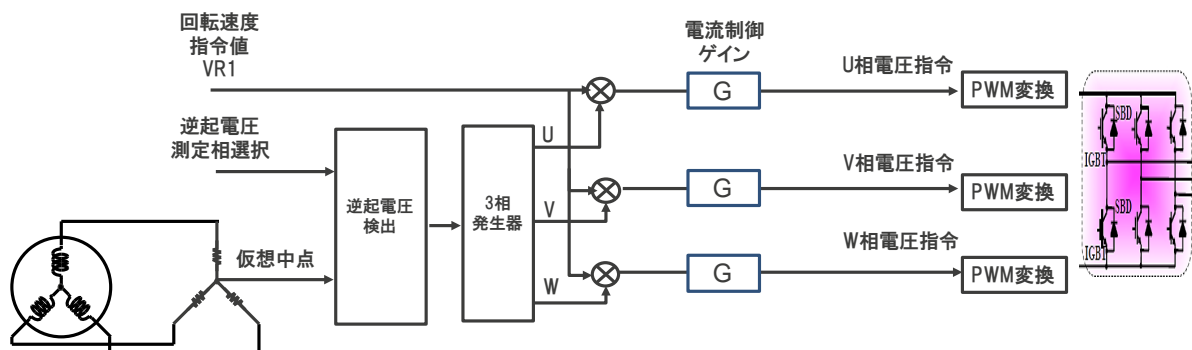 回転速度
指令値
VR1
逆起電圧
測定相選択
仮想中点
逆起電圧
検出
3相
発生器
U
V
W
電流制御
ゲイン
G
G
G
U相電圧指令
V相電圧指令
W相電圧指令
PWM変換
PWM変換
PWM変換
SBD
IGBT
SBD
IGBT